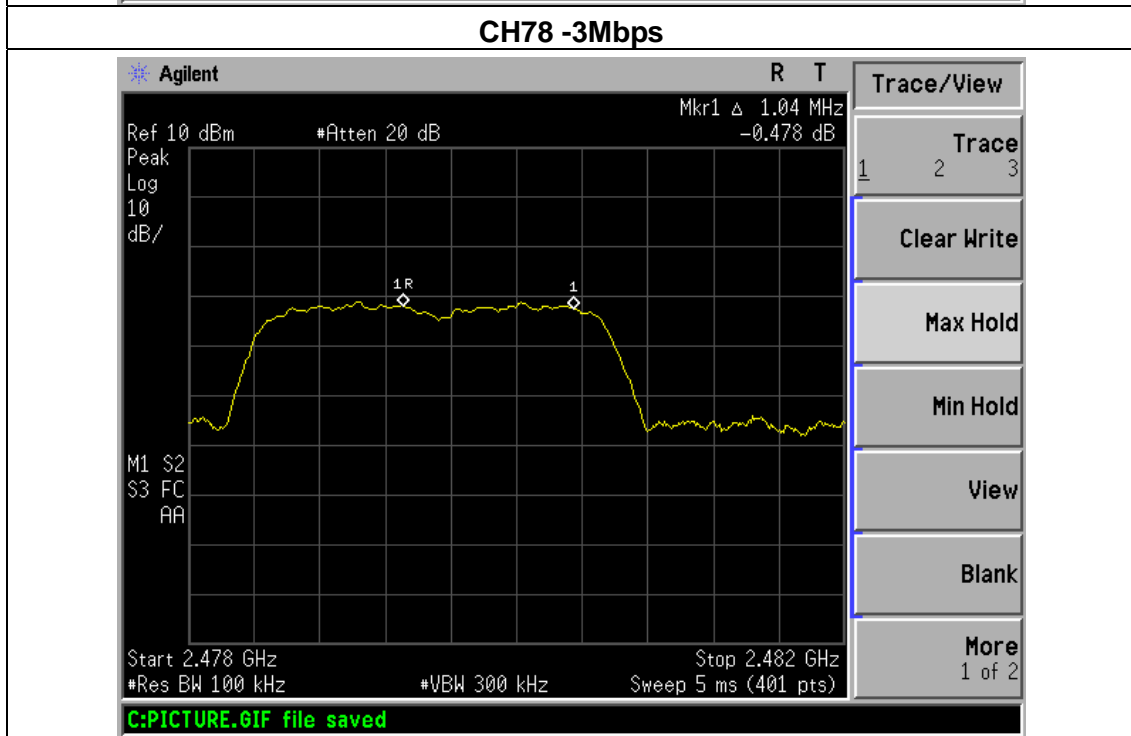 CH78 -3Mbps
Agilent
R T
Trace/View
Mkr1 Δ 1.04 MHz
Ref 10 dBm #Atten 20 dB -0.478 dB
Peak
Log
10
dB/
Trace
1 2 3
Clear Write
1R
1
Max Hold
Min Hold
M1 S2
S3 FC
AA
View
Blank
Start 2.478 GHz Stop 2.482 GHz
#Res BW 100 kHz #VBW 300 kHz Sweep 5 ms (401 pts)
More
1 of 2
C:PICTURE.GIF file saved